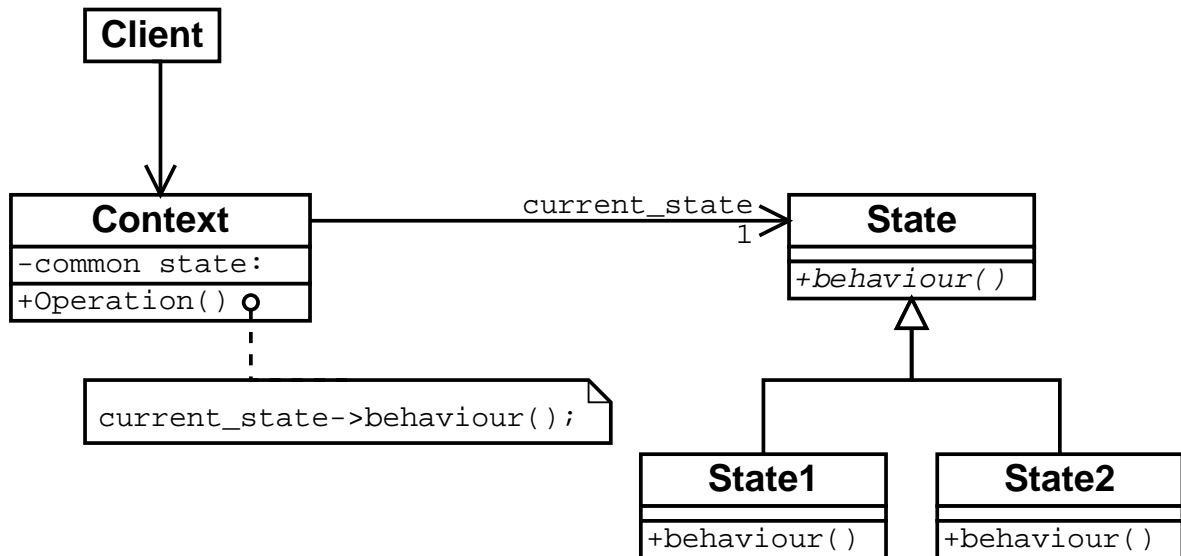 Client
Context
-common state:
+Operation()
current_state
1
State
+behaviour()
current_state->behaviour();
State1
+behaviour()
State2
+behaviour()